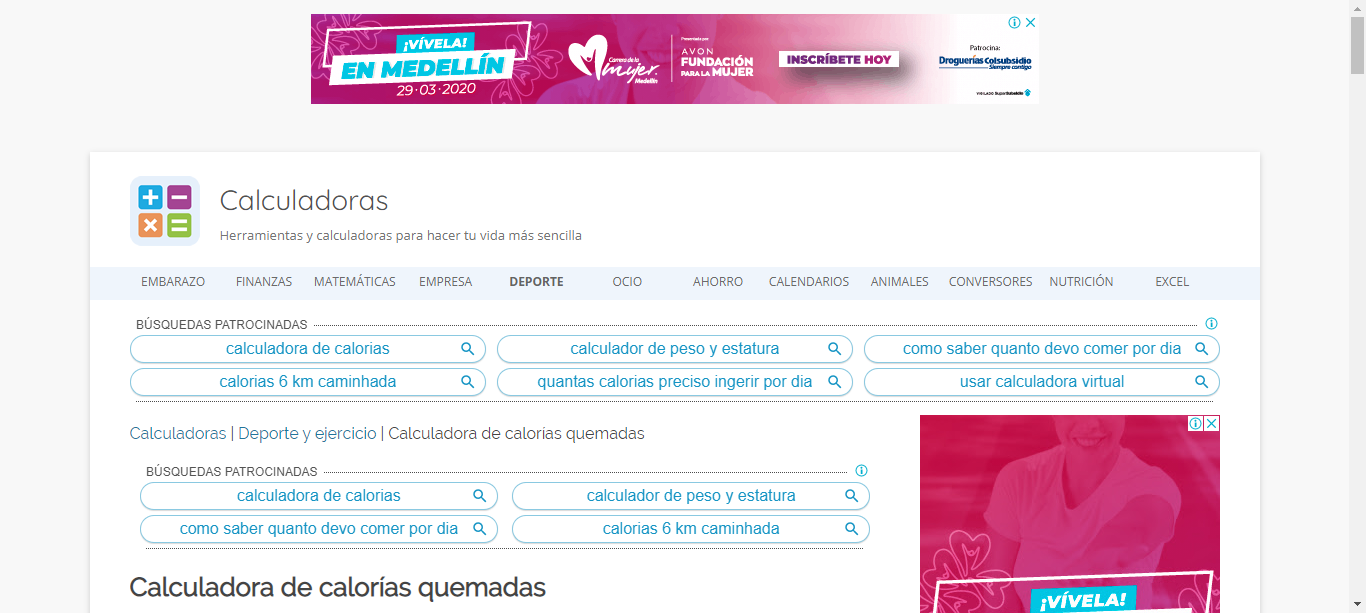 ¡VÍVELA!
EN MEDELLÍN
29·03·2020
Carrera de la
mujer.
Medellín
Presentada por:
AVON
FUNDACIÓN
PARA LA MUJER
INSCRÍBETE HOY
Patrocina:
Droguerías Colsubsidio
Siempre contigo
VIGILADO SuperSubsidio
Calculadoras
Herramientas y calculadoras para hacer tu vida más sencilla
EMBARAZO FINANZAS MATEMÁTICAS EMPRESA DEPORTE OCIO AHORRO CALENDARIOS ANIMALES CONVERSORES NUTRICIÓN EXCEL
BÚSQUEDAS PATROCINADAS
calculadora de calorias calculador de peso y estatura como saber quanto devo comer por dia
calorias 6 km caminhada quantas calorias preciso ingerir por dia usar calculadora virtual
Calculadoras | Deporte y ejercicio | Calculadora de calorías quemadas
BÚSQUEDAS PATROCINADAS
calculadora de calorias calculador de peso y estatura
como saber quanto devo comer por dia calorias 6 km caminhada
Calculadora de calorías quemadas
¡VÍVELA!